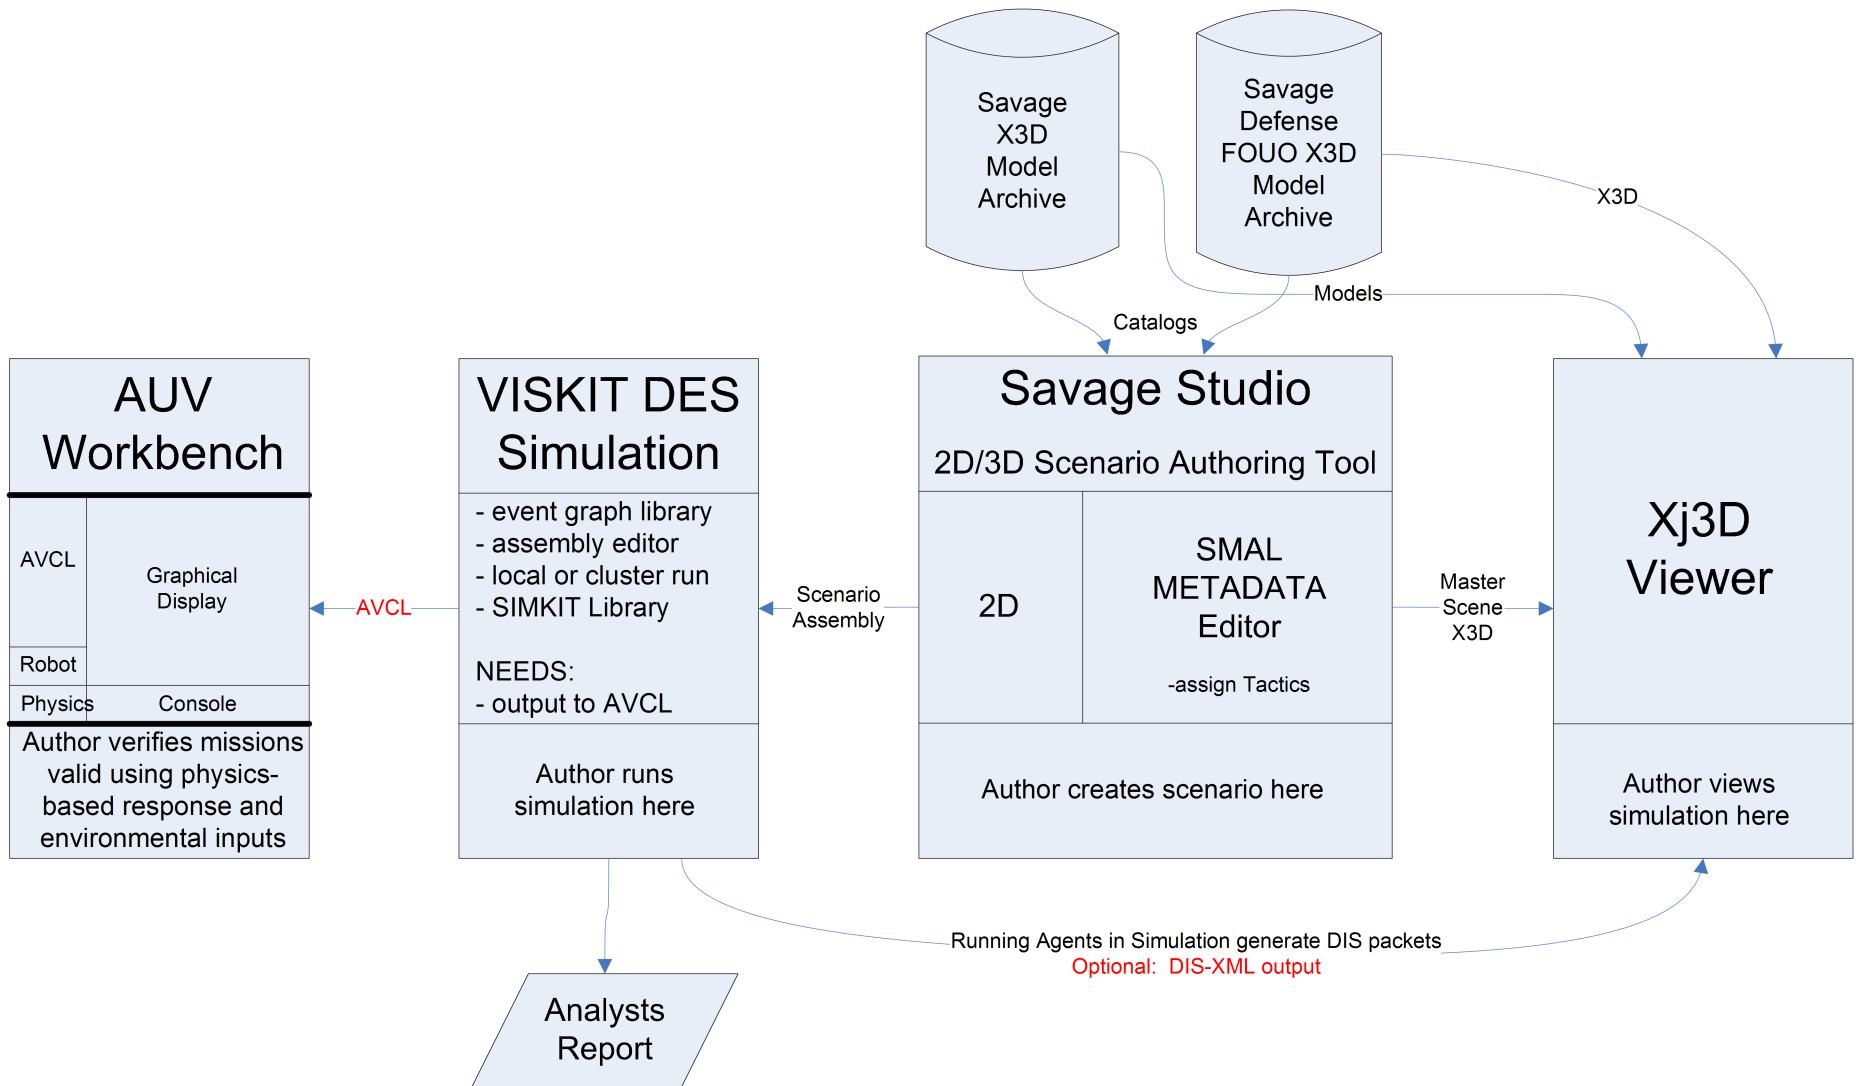 Savage
X3D
Model
Archive
Savage
Defense
FOUO X3D
Model
Archive
X3D
Models
Catalogs
AUV
Workbench
AVCL
Graphical
Display
Robot
Physics
Console
Author verifies missions
valid using physics-
based response and
environmental inputs
AVCL
VISKIT DES
Simulation
- event graph library
- assembly editor
- local or cluster run
- SIMKIT Library
NEEDS:
- output to AVCL
Author runs
simulation here
Scenario
Assembly
Savage Studio
2D/3D Scenario Authoring Tool
2D
SMAL
METADATA
Editor
-assign Tactics
Author creates scenario here
Master
Scene
X3D
Xj3D
Viewer
Author views
simulation here
Running Agents in Simulation generate DIS packets
Optional:  DIS-XML output
Analysts
Report